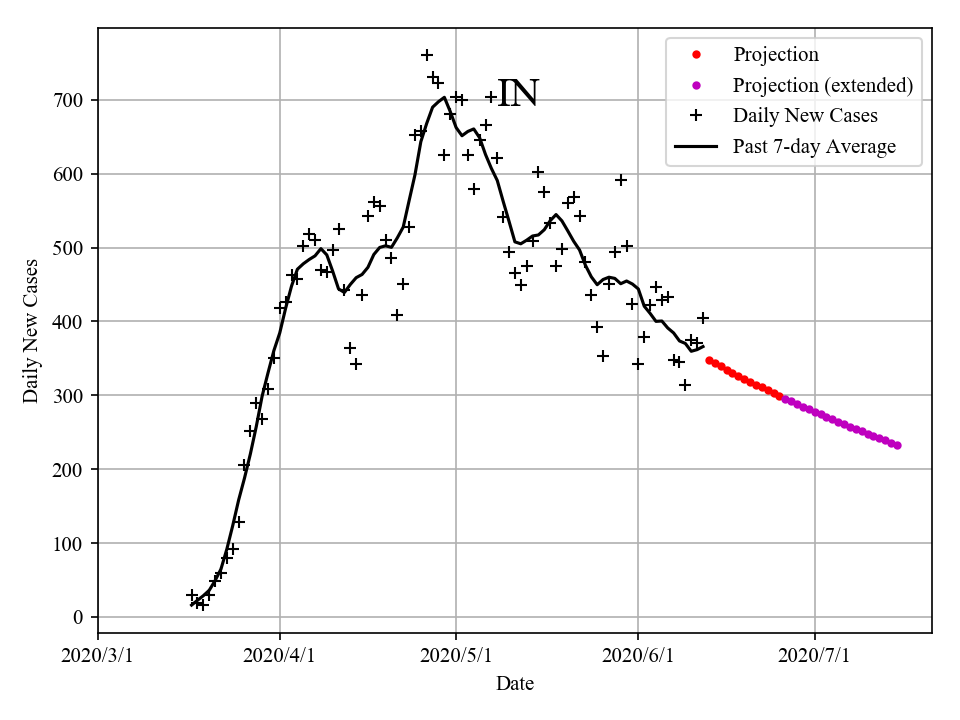 IN
Projection
Projection (extended)
Daily New Cases
Past 7-day Average
Daily New Cases
700
600
500
400
300
200
100
0
2020/3/1
2020/4/1
2020/5/1
2020/6/1
2020/7/1
Date